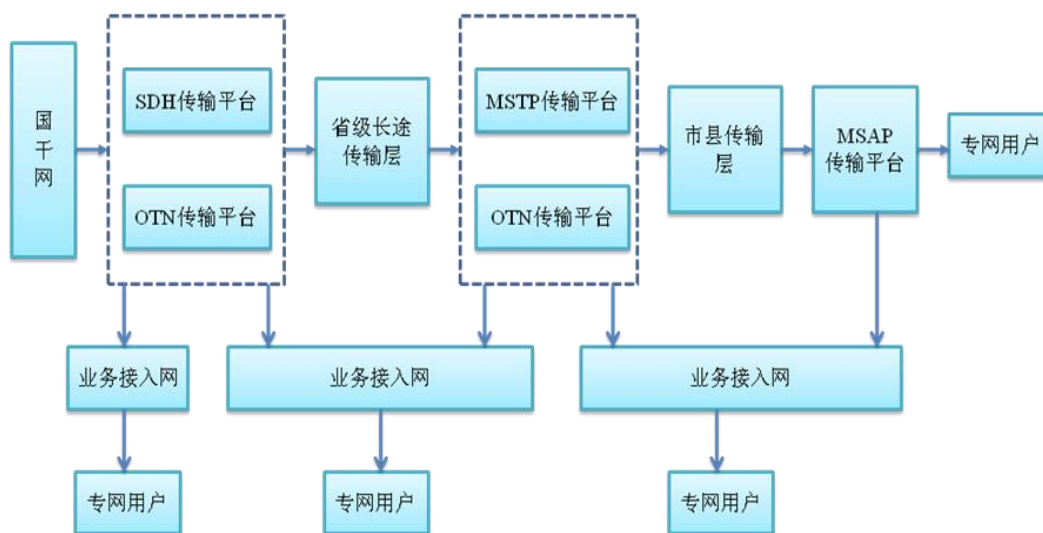 国
干
网
SDH传输平台
OTN传输平台
省级长途
传输层
MSTP传输平台
OTN传输平台
市县传输
层
MSAP
传输平台
专网用户
业务接入网
业务接入网
业务接入网
专网用户
专网用户
专网用户